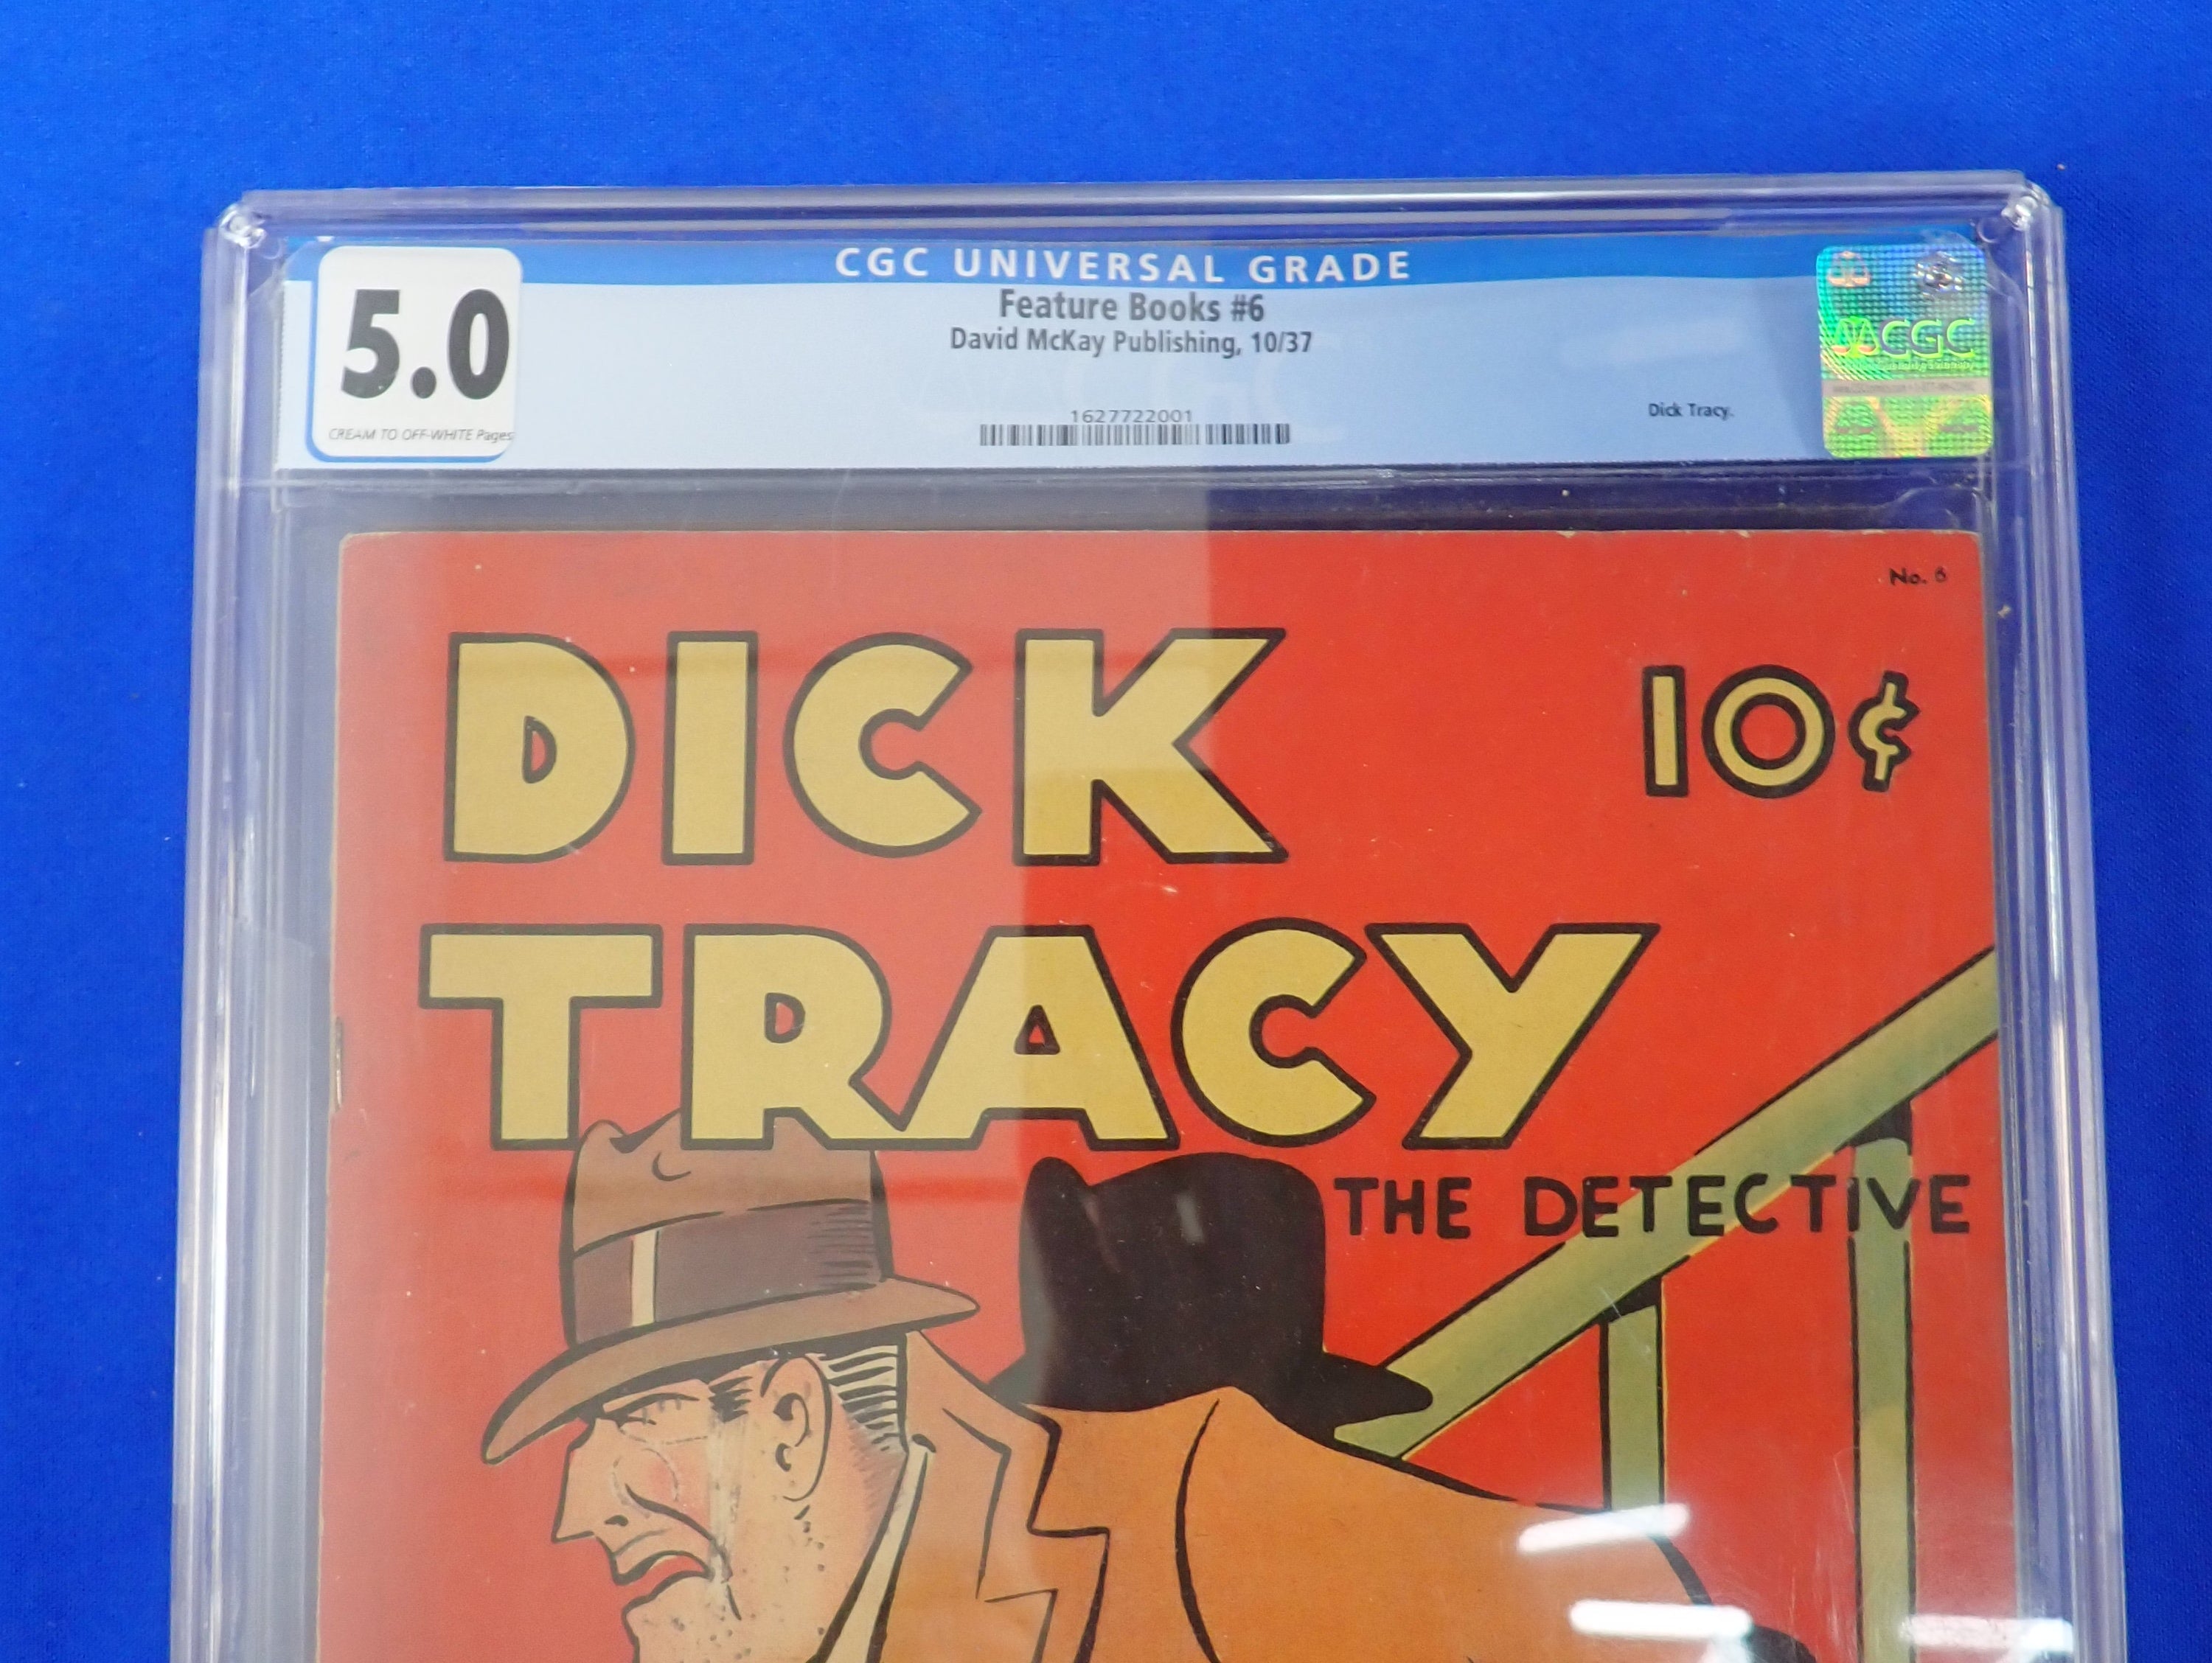 CGC UNIVERSAL GRADE
5.0
CREAM TO OFF-WHITE Pages
Feature Books #6
David McKay Publishing, 10/37
1627722001
Dick Tracy.
CGC
No. 6
DICK
10¢
TRACY
THE DETECTIVE